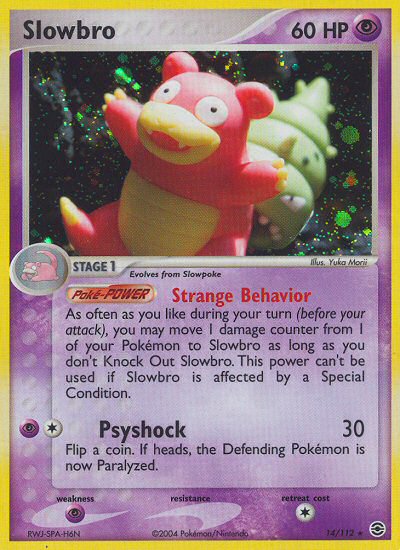 Slowbro 60 HP
STAGE 1
Illus. Yuka Morii
Evolves from Slowpoke
Poké-POWER Strange Behavior
As often as you like during your turn (before your
attack), you may move 1 damage counter from 1
of your Pokémon to Slowbro as long as you
don't Knock Out Slowbro. This power can't be
used if Slowbro is affected by a Special
Condition.
Psyshock 30
Flip a coin. If heads, the Defending Pokémon is
now Paralyzed.
weakness resistance retreat cost
RWJ-SPA-H6N ©2004 Pokémon/Nintendo 14/112 ★